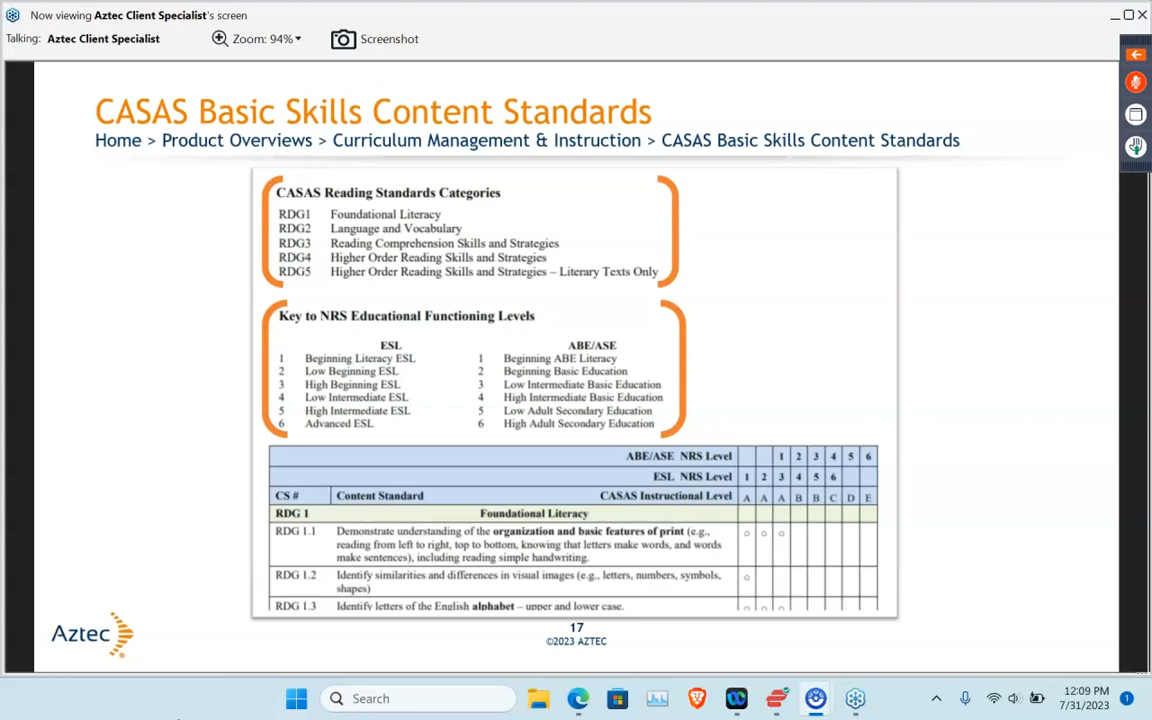 Now viewing Aztec Client Specialist's screen
Talking: Aztec Client Specialist Zoom: 94% Screenshot
CASAS Basic Skills Content Standards
Home > Product Overviews > Curriculum Management & Instruction > CASAS Basic Skills Content Standards
CASAS Reading Standards Categories
RDG1 Foundational Literacy
RDG2 Language and Vocabulary
RDG3 Reading Comprehension Skills and Strategies
RDG4 Higher Order Reading Skills and Strategies
RDG5 Higher Order Reading Skills and Strategies – Literary Texts Only
Key to NRS Educational Functioning Levels
ESL ABE/ASE
1 Beginning Literacy ESL 1 Beginning ABE Literacy
2 Low Beginning ESL 2 Beginning Basic Education
3 High Beginning ESL 3 Low Intermediate Basic Education
4 Low Intermediate ESL 4 High Intermediate Basic Education
5 High Intermediate ESL 5 Low Adult Secondary Education
6 Advanced ESL 6 High Adult Secondary Education
ABE/ASE NRS Level 1 2 3 4 5 6
ESL NRS Level 1 2 3 4 5 6
CS # Content Standard CASAS Instructional Level A A A B B C D E
RDG 1 Foundational Literacy
RDG 1.1 Demonstrate understanding of the organization and basic features of print (e.g.,
reading from left to right, top to bottom, knowing that letters make words, and words
make sentences), including reading simple handwriting.
RDG 1.2 Identify similarities and differences in visual images (e.g., letters, numbers, symbols,
shapes)
RDG 1.3 Identify letters of the English alphabet – upper and lower case.
Aztec
17
©2023 AZTEC
Search
12:09 PM
7/31/2023
1